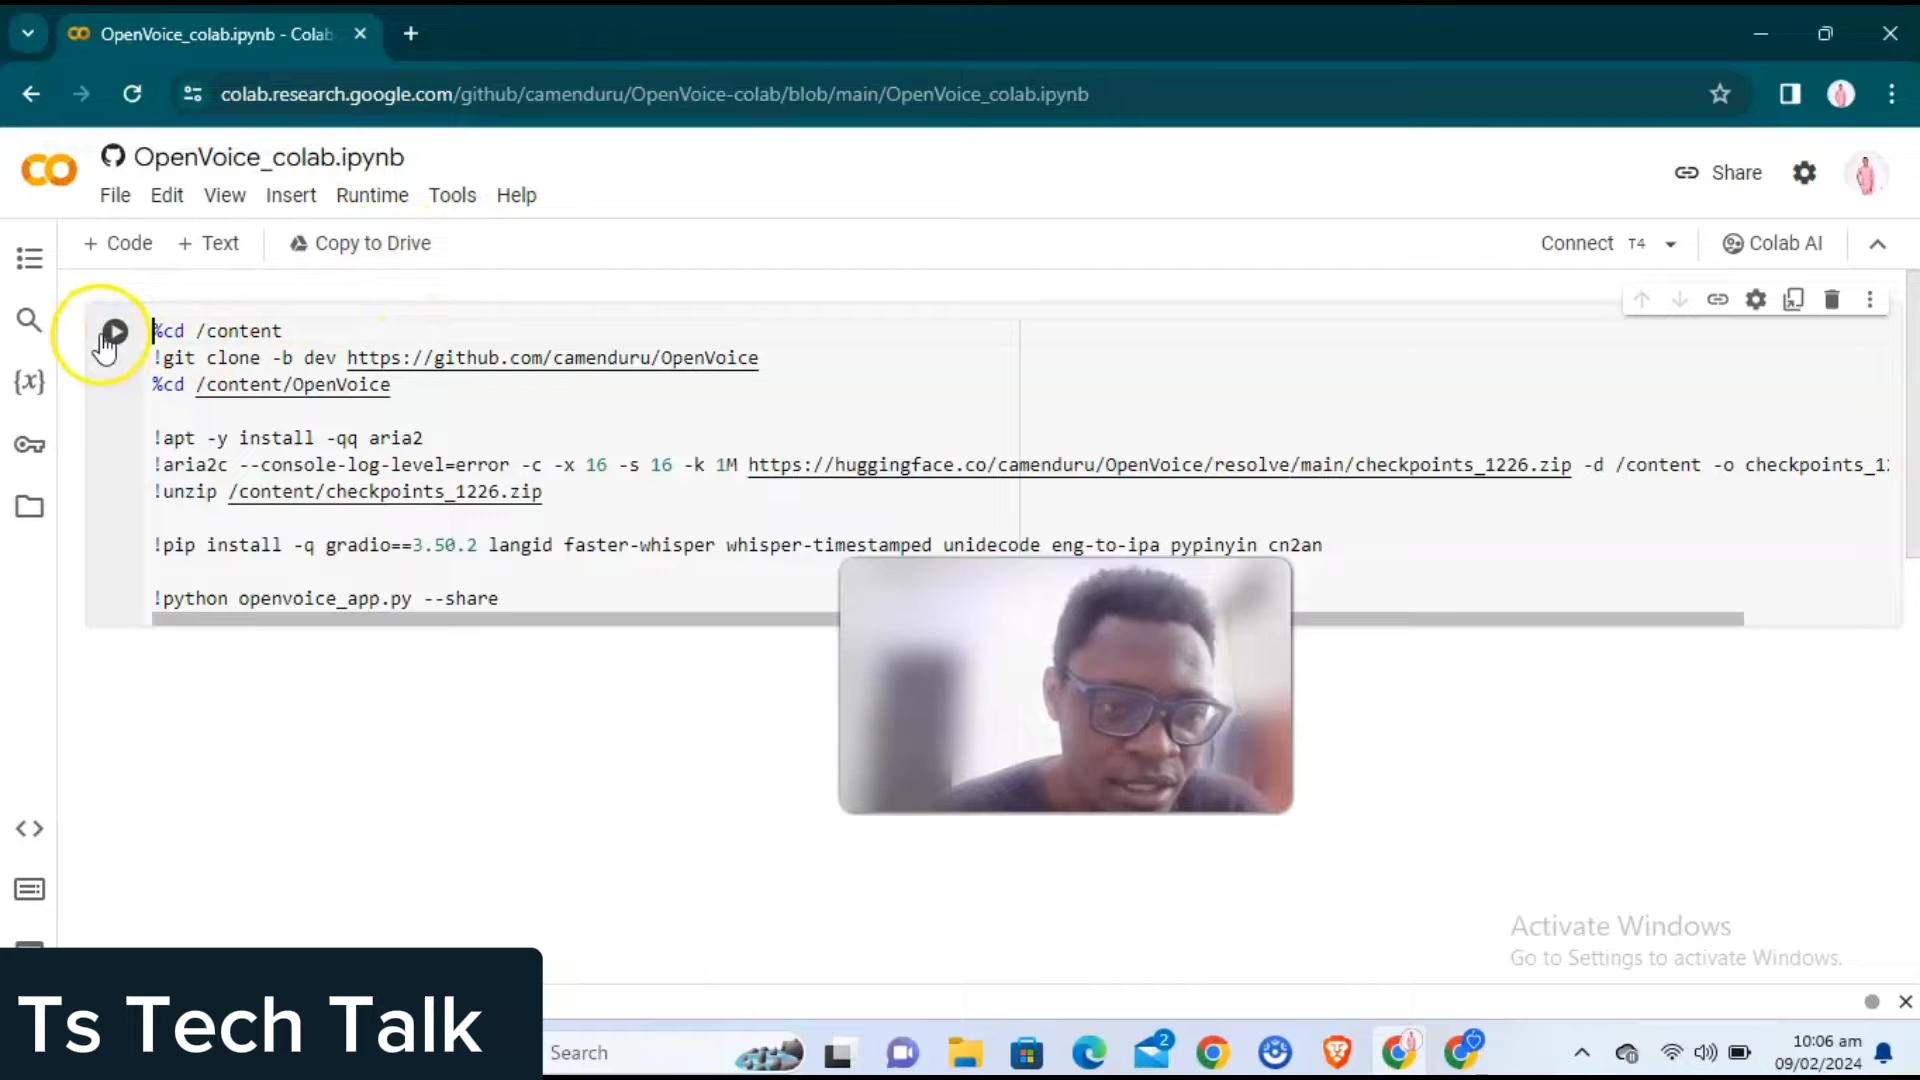 OpenVoice_colab.ipynb - Colab
colab.research.google.com/github/camenduru/OpenVoice-colab/blob/main/OpenVoice_colab.ipynb
OpenVoice_colab.ipynb
File Edit View Insert Runtime Tools Help
Share
+ Code + Text Copy to Drive
Connect T4
Colab AI
%cd /content
!git clone -b dev https://github.com/camenduru/OpenVoice
%cd /content/OpenVoice
!apt -y install -qq aria2
!aria2c --console-log-level=error -c -x 16 -s 16 -k 1M https://huggingface.co/camenduru/OpenVoice/resolve/main/checkpoints_1226.zip -d /content -o checkpoints_1
!unzip /content/checkpoints_1226.zip
!pip install -q gradio==3.50.2 langid faster-whisper whisper-timestamped unidecode eng-to-ipa pypinyin cn2an
!python openvoice_app.py --share
{x}
Activate Windows
Go to Settings to activate Windows.
Ts Tech Talk
Search
2
10:06 am
09/02/2024